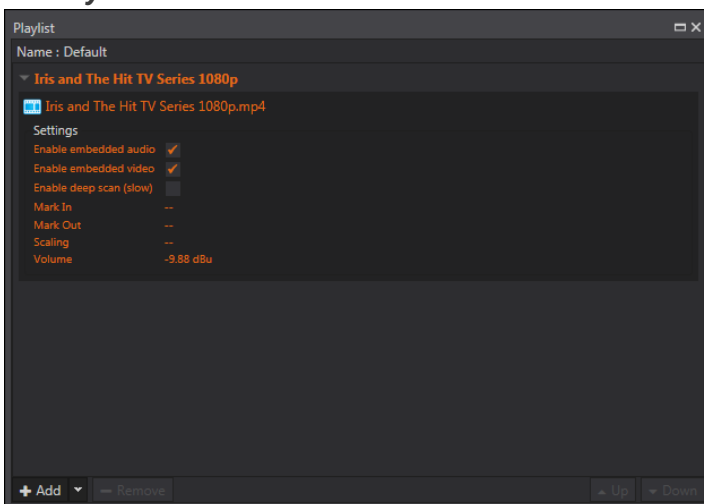 Playlist
Name : Default
Iris and The Hit TV Series 1080p
Iris and The Hit TV Series 1080p.mp4
Settings
Enable embedded audio
Enable embedded video
Enable deep scan (slow)
Mark In --
Mark Out --
Scaling --
Volume -9.88 dBu
Add Remove Up Down